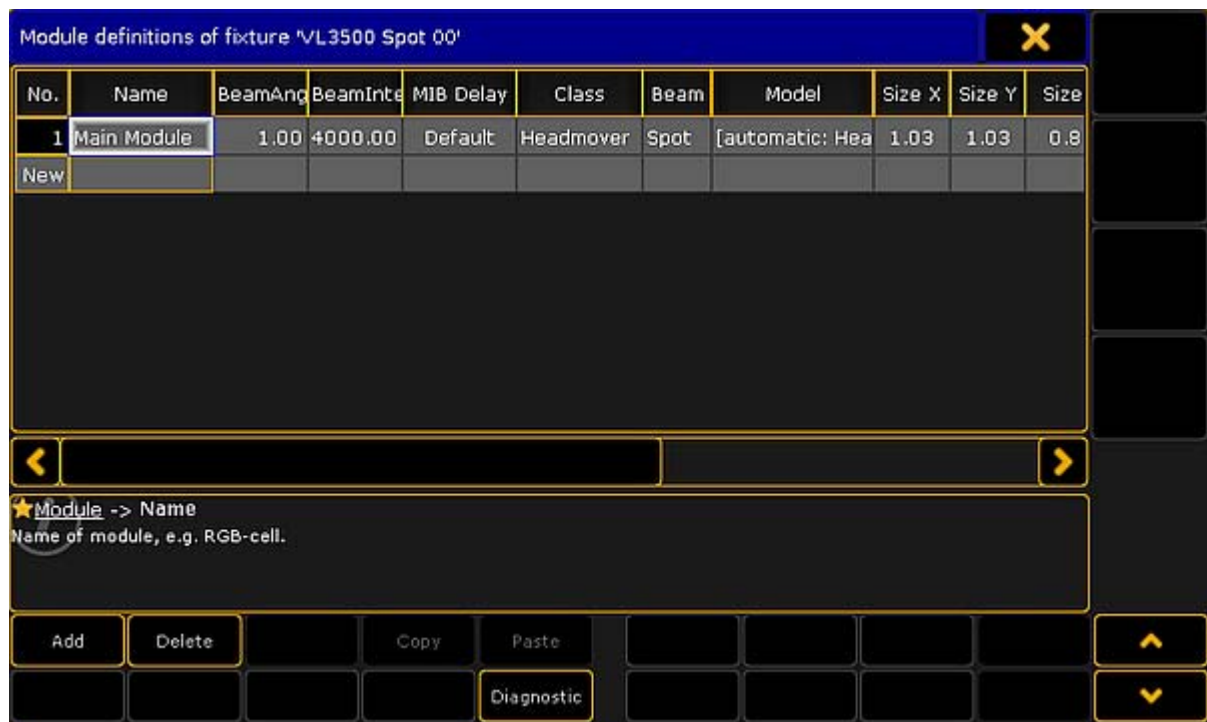 Module definitions of fixture 'VL3500 Spot 00'
No. Name BeamAng BeamInte MIB Delay Class Beam Model Size X Size Y Size
1 Main Module 1.00 4000.00 Default Headmover Spot [automatic: Hea 1.03 1.03 0.8
New
Module -> Name
Name of module, e.g. RGB-cell.
Add Delete Copy Paste
Diagnostic